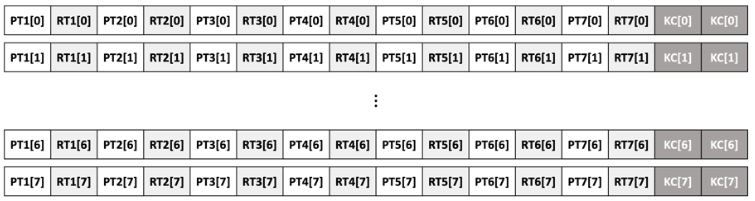 PT1[0] RT1[0] PT2[0] RT2[0] PT3[0] RT3[0] PT4[0] RT4[0] PT5[0] RT5[0] PT6[0] RT6[0] PT7[0] RT7[0] KC[0] KC[0]
PT1[1] RT1[1] PT2[1] RT2[1] PT3[1] RT3[1] PT4[1] RT4[1] PT5[1] RT5[1] PT6[1] RT6[1] PT7[1] RT7[1] KC[1] KC[1]
⋮
PT1[6] RT1[6] PT2[6] RT2[6] PT3[6] RT3[6] PT4[6] RT4[6] PT5[6] RT5[6] PT6[6] RT6[6] PT7[6] RT7[6] KC[6] KC[6]
PT1[7] RT1[7] PT2[7] RT2[7] PT3[7] RT3[7] PT4[7] RT4[7] PT5[7] RT5[7] PT6[7] RT6[7] PT7[7] RT7[7] KC[7] KC[7]